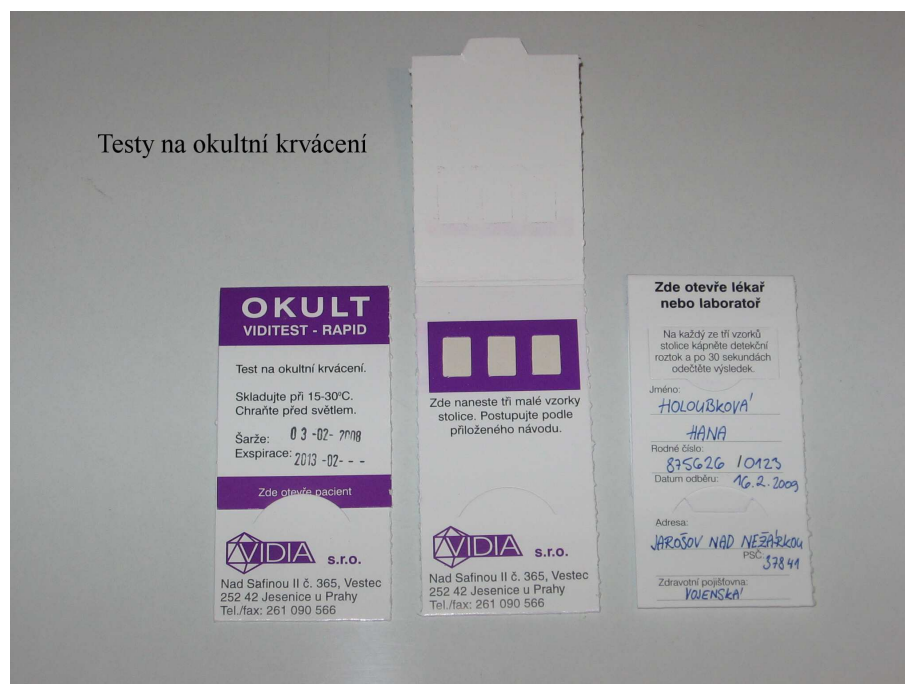 Testy na okultní krvácení
OKULT
VIDITEST - RAPID
Test na okultní krvácení.
Skladujte při 15-30ºC.
Chraňte před světlem.
Šarže: 03-02-2008
Exspirace: 2013-02---
Zde otevře pacient
VIDIA s.r.o.
Nad Safinou II č. 365, Vestec
252 42 Jesenice u Prahy
Tel./fax: 261 090 566
Zde naneste tři malé vzorky
stolice. Postupujte podle
přiloženého návodu.
VIDIA s.r.o.
Nad Safinou II č. 365, Vestec
252 42 Jesenice u Prahy
Tel./fax: 261 090 566
Zde otevře lékař
nebo laboratoř
Na každý ze tří vzorků
stolice kápněte detekční
roztok a po 30 sekundách
odečtěte výsledek.
Jméno:
HOLOUBKOVÁ
HANA
Rodné číslo:
875626 / 0123
Datum odběru: 16.2.2009
Adresa:
JAROŠOV NAD NEŽÁRKOU
PSČ: 37841
Zdravotní pojišťovna:
VOJENSKÁ